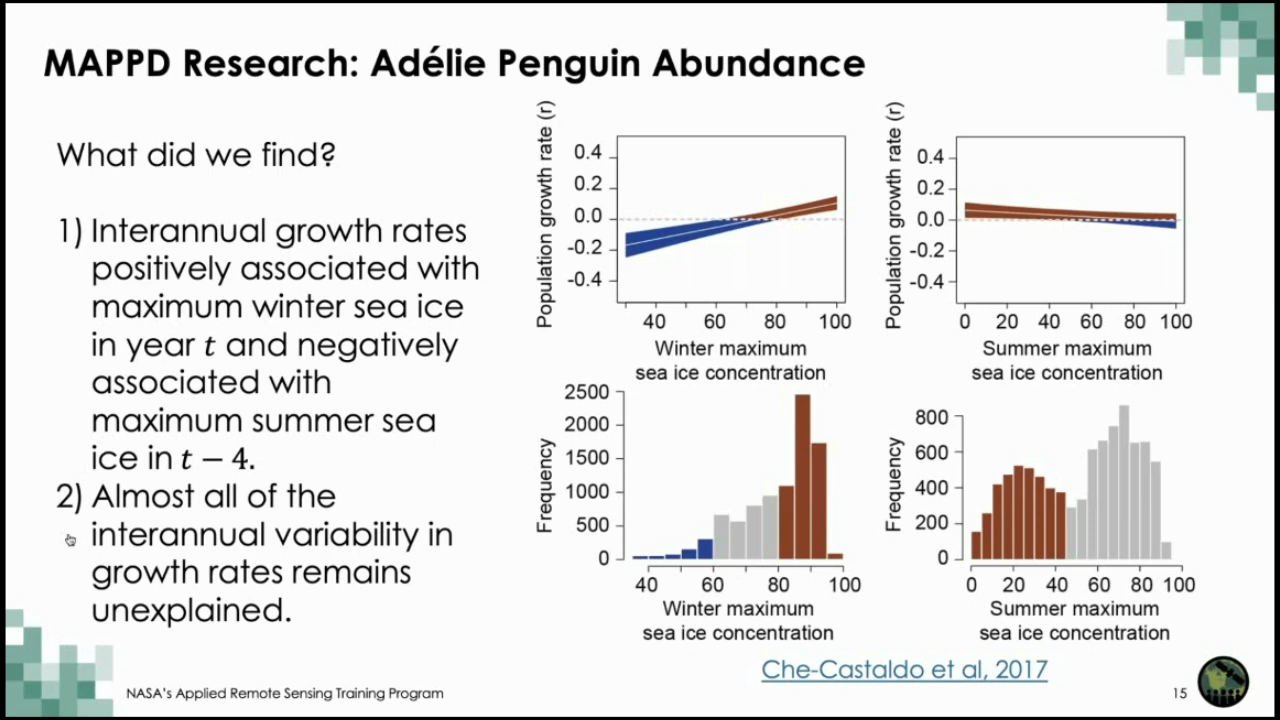 MAPPD Research: Adélie Penguin Abundance
What did we find?
1) Interannual growth rates
positively associated with
maximum winter sea ice
in year t and negatively
associated with
maximum summer sea
ice in t − 4.
2) Almost all of the
interannual variability in
growth rates remains
unexplained.
Population growth rate (r)
0.4
0.2
0.0
-0.2
-0.4
40 60 80 100
Winter maximum
sea ice concentration
Population growth rate (r)
0.4
0.2
0.0
-0.2
-0.4
0 20 40 60 80 100
Summer maximum
sea ice concentration
Frequency
2500
2000
1500
1000
500
0
40 60 80 100
Winter maximum
sea ice concentration
Frequency
800
600
400
200
0
0 20 40 60 80 100
Summer maximum
sea ice concentration
Che-Castaldo et al, 2017
NASA's Applied Remote Sensing Training Program
15